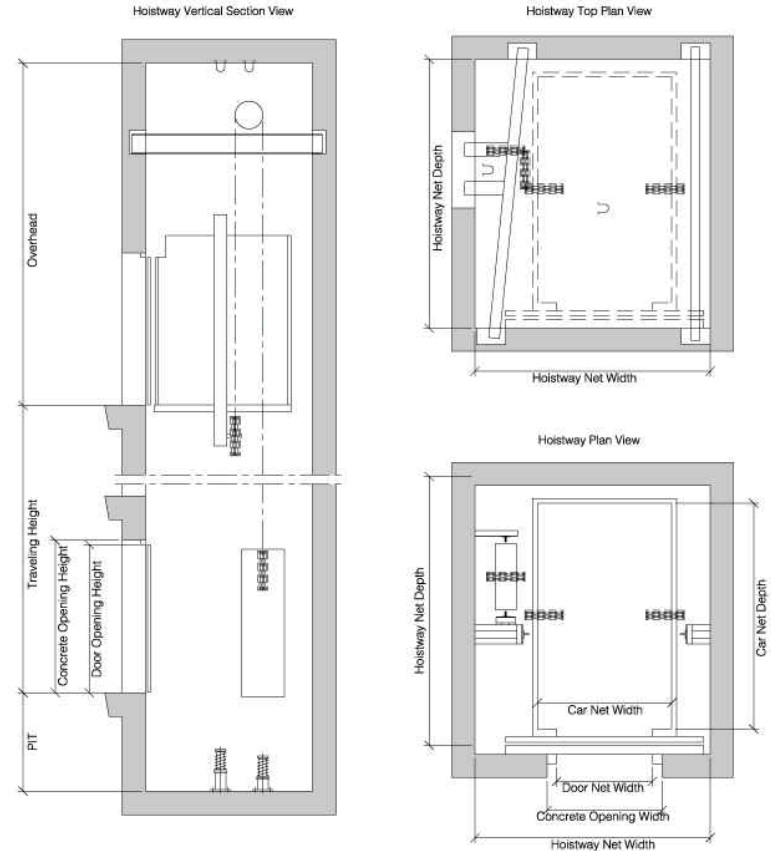 Hoistway Vertical Section View
Overhead
Traveling Height
Concrete Opening Height
Door Opening Height
PIT
Hoistway Top Plan View
Hoistway Net Depth
Hoistway Net Width
Hoistway Plan View
Hoistway Net Depth
Car Net Depth
Car Net Width
Door Net Width
Concrete Opening Width
Hoistway Net Width